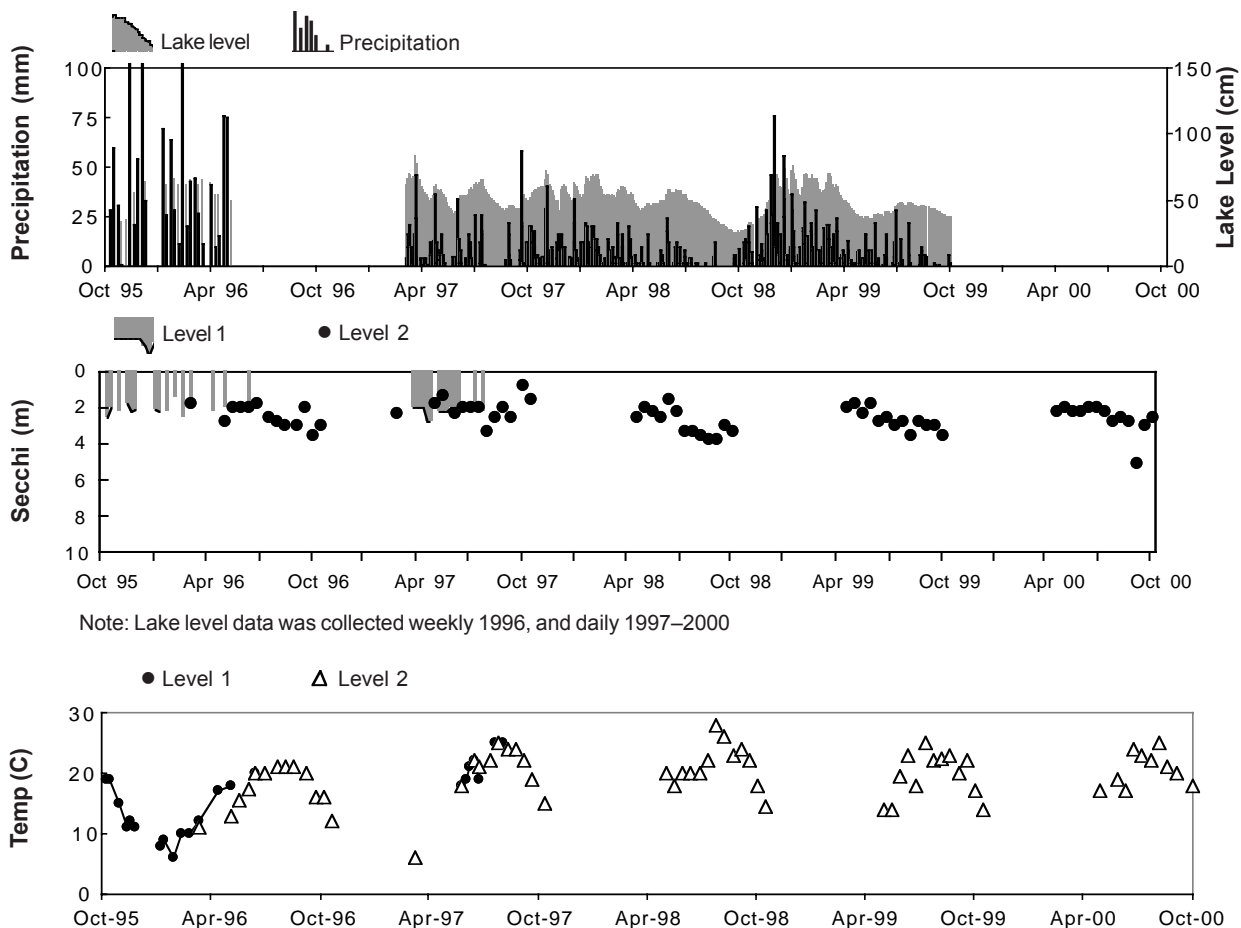 Lake level Precipitation
Precipitation (mm)
100
75
50
25
0
150
100
50
0
Lake Level (cm)
Oct 95 Apr 96 Oct 96 Apr 97 Oct 97 Apr 98 Oct 98 Apr 99 Oct 99 Apr 00 Oct 00
Level 1 Level 2
Secchi (m)
0
2
4
6
8
10
Oct 95 Apr 96 Oct 96 Apr 97 Oct 97 Apr 98 Oct 98 Apr 99 Oct 99 Apr 00 Oct 00
Note: Lake level data was collected weekly 1996, and daily 1997–2000
Level 1 Level 2
Temp (C)
30
20
10
0
Oct-95 Apr-96 Oct-96 Apr-97 Oct-97 Apr-98 Oct-98 Apr-99 Oct-99 Apr-00 Oct-00